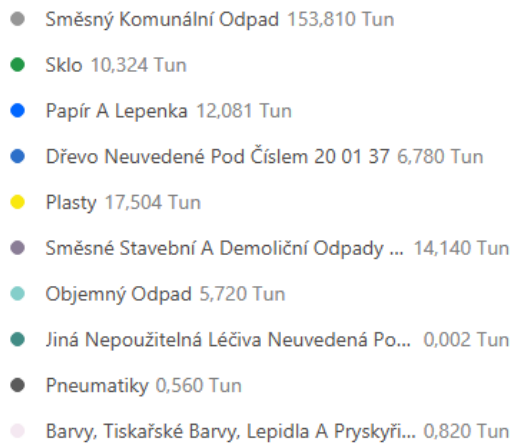 Směsný Komunální Odpad 153,810 Tun
Sklo 10,324 Tun
Papír A Lepenka 12,081 Tun
Dřevo Neuvedené Pod Číslem 20 01 37 6,780 Tun
Plasty 17,504 Tun
Směsné Stavební A Demoliční Odpady ... 14,140 Tun
Objemný Odpad 5,720 Tun
Jiná Nepoužitelná Léčiva Neuvedená Po... 0,002 Tun
Pneumatiky 0,560 Tun
Barvy, Tiskařské Barvy, Lepidla A Pryskyři... 0,820 Tun